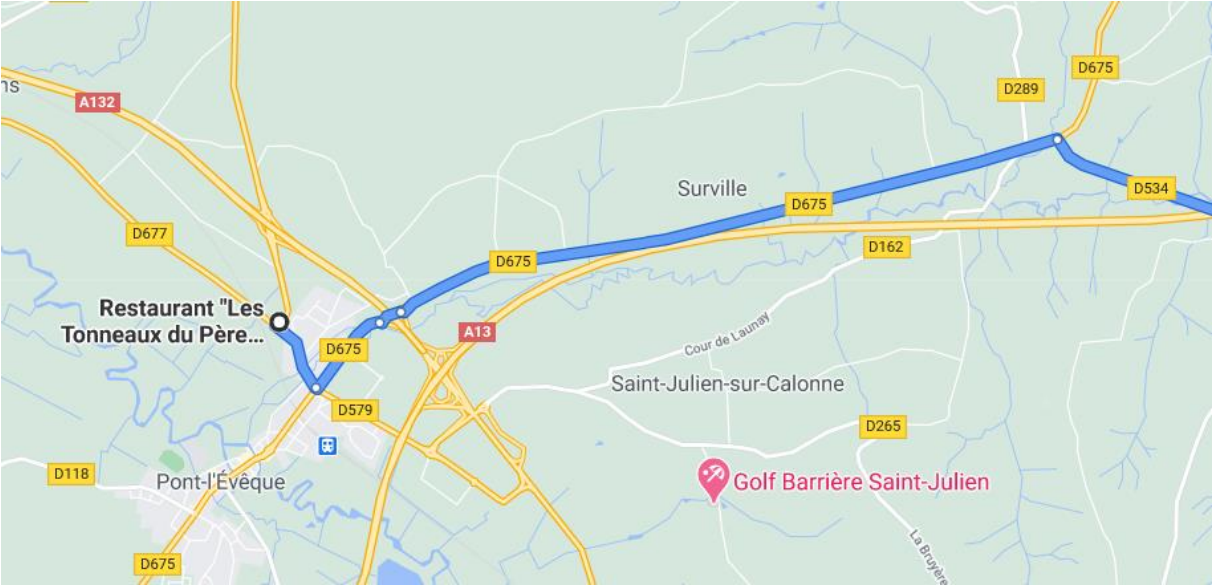 D675
ns
D289
A132
Surville
D534
D675
D677
D162
D675
Restaurant "Les
Tonneaux du Père...
A13
D675
Cour de Launay
Saint-Julien-sur-Calonne
D579
D265
D118
Pont-l'Évêque
Golf Barrière Saint-Julien
La Bruyère
D675